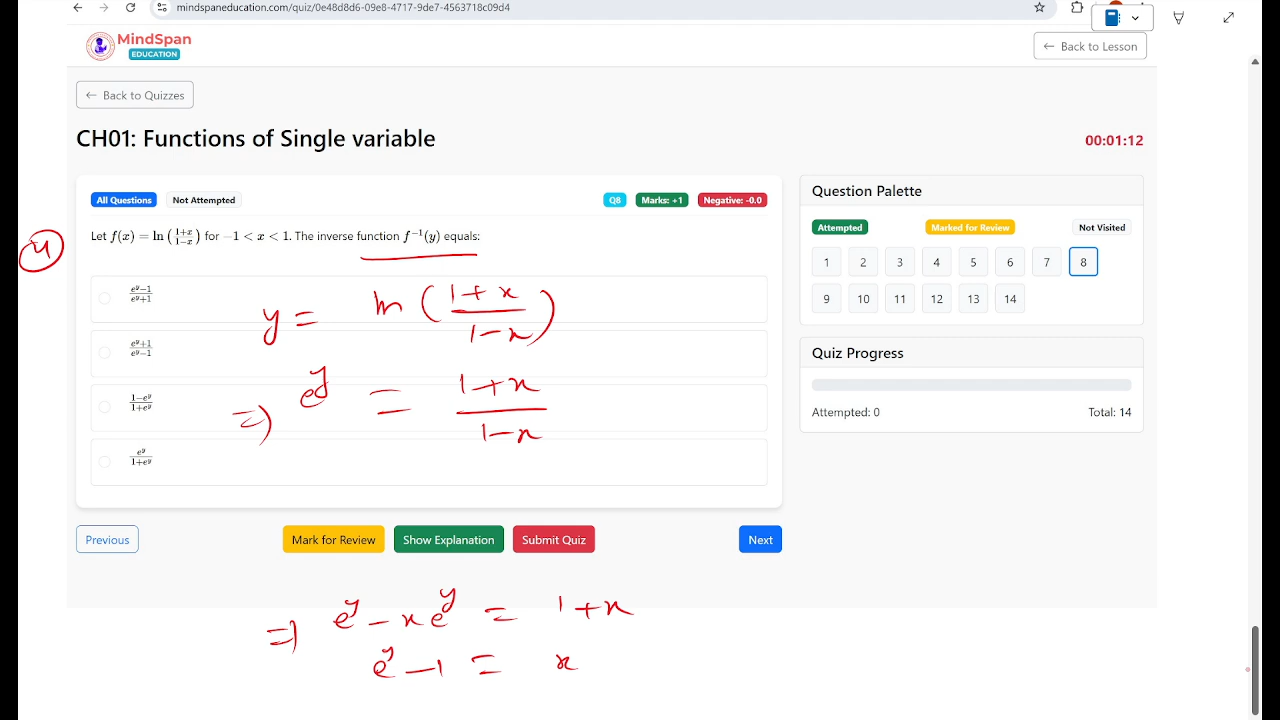 mindspaneducation.com/quiz/0e48d8d6-09e8-4717-9de7-4563718c09d4
MindSpan
EDUCATION
← Back to Lesson
← Back to Quizzes
CH01: Functions of Single variable
00:01:12
All Questions Not Attempted Q8 Marks: +1 Negative: -0.0
Let f(x) = ln((1+x)/(1−x)) for −1 < x < 1. The inverse function f⁻¹(y) equals:
(e^y−1)/(e^y+1)
(e^y+1)/(e^y−1)
(1−e^y)/(1+e^y)
e^y/(1+e^y)
y = ln((1+x)/(1−x))
⇒ e^y = (1+x)/(1−x)
Previous Mark for Review Show Explanation Submit Quiz Next
⇒ e^y − x e^y = 1+x
e^y − 1 = x
Question Palette
Attempted Marked for Review Not Visited
1 2 3 4 5 6 7 8
9 10 11 12 13 14
Quiz Progress
Attempted: 0 Total: 14